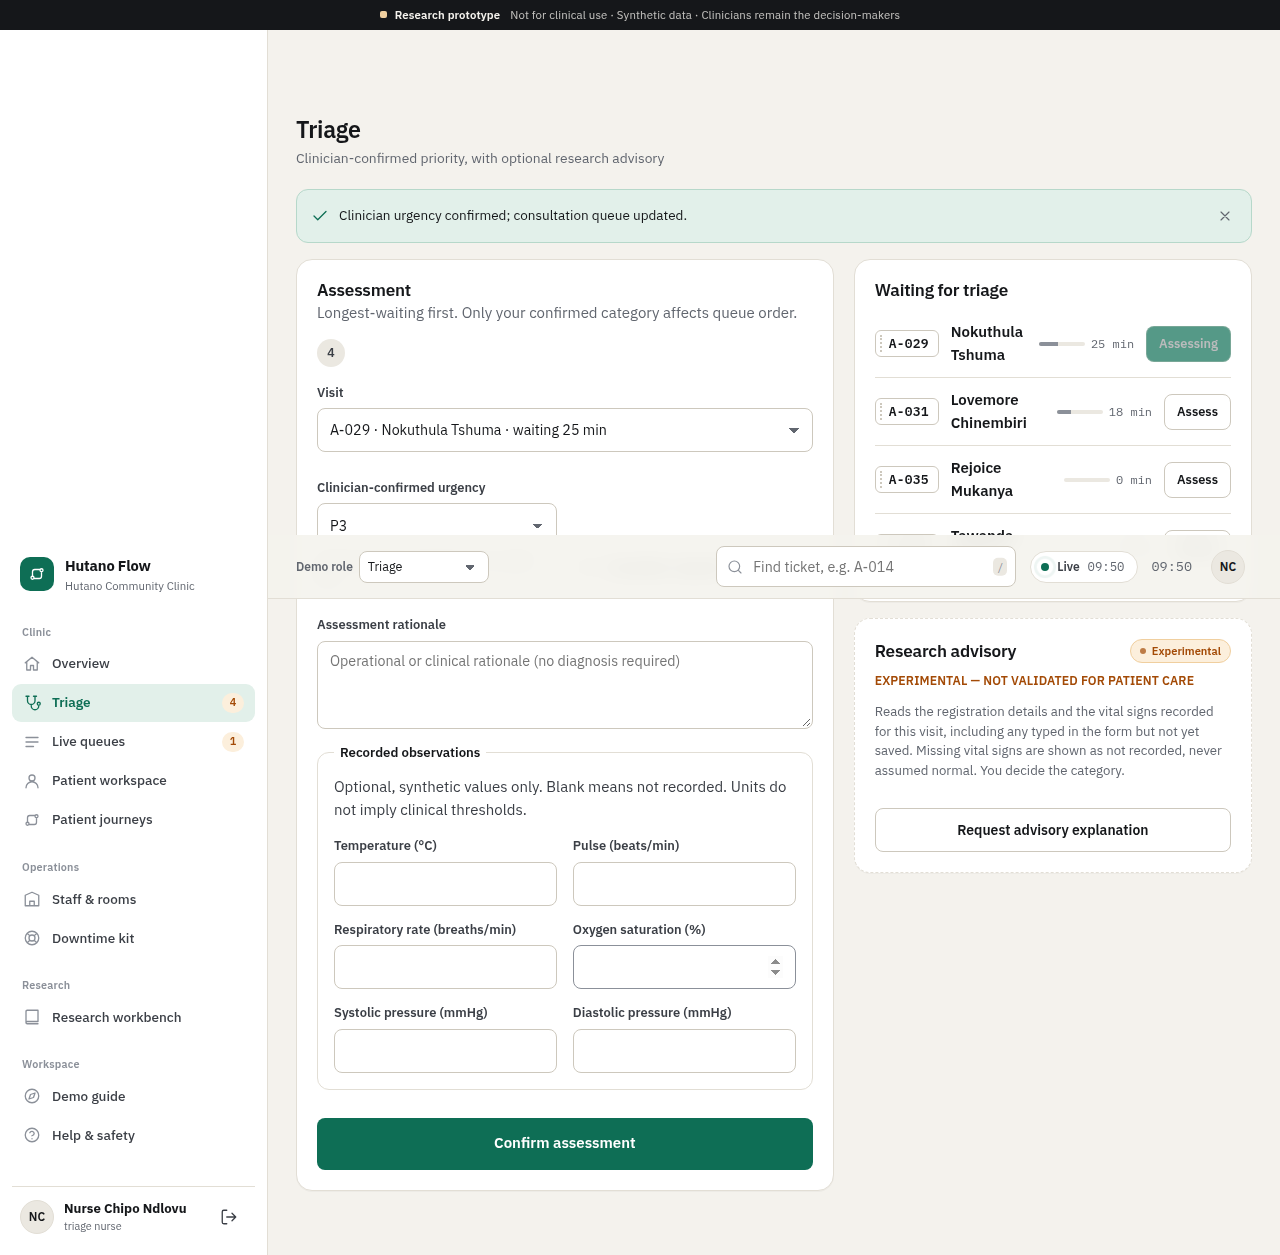 Research prototype Not for clinical use · Synthetic data · Clinicians remain the decision-makers
Triage
Clinician-confirmed priority, with optional research advisory
Clinician urgency confirmed; consultation queue updated.
Assessment
Longest-waiting first. Only your confirmed category affects queue order.
4
Visit
A-029 · Nokuthula Tshuma · waiting 25 min
Clinician-confirmed urgency
P3
Waiting for triage
A-029 Nokuthula Tshuma 25 min Assessing
A-031 Lovemore Chinembiri 18 min Assess
A-035 Rejoice Mukanya 0 min Assess
Hutano Flow
Hutano Community Clinic
Demo role Triage
Find ticket, e.g. A-014 /
Live 09:50
09:50
NC
Clinic
Overview
Triage 4
Live queues 1
Patient workspace
Patient journeys
Operations
Staff & rooms
Downtime kit
Research
Research workbench
Workspace
Demo guide
Help & safety
NC
Nurse Chipo Ndlovu
triage nurse
Assessment rationale
Operational or clinical rationale (no diagnosis required)
Recorded observations
Optional, synthetic values only. Blank means not recorded. Units do
not imply clinical thresholds.
Temperature (°C) Pulse (beats/min)
Respiratory rate (breaths/min) Oxygen saturation (%)
Systolic pressure (mmHg) Diastolic pressure (mmHg)
Confirm assessment
Research advisory Experimental
EXPERIMENTAL — NOT VALIDATED FOR PATIENT CARE
Reads the registration details and the vital signs recorded
for this visit, including any typed in the form but not yet
saved. Missing vital signs are shown as not recorded, never
assumed normal. You decide the category.
Request advisory explanation